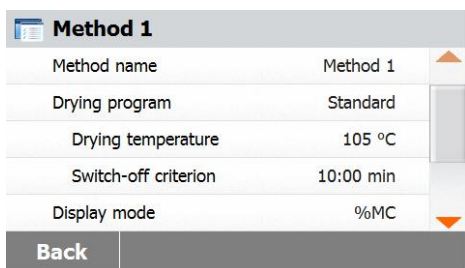 Method 1
Method name Method 1
Drying program Standard
Drying temperature 105 ºC
Switch-off criterion 10:00 min
Display mode %MC
Back